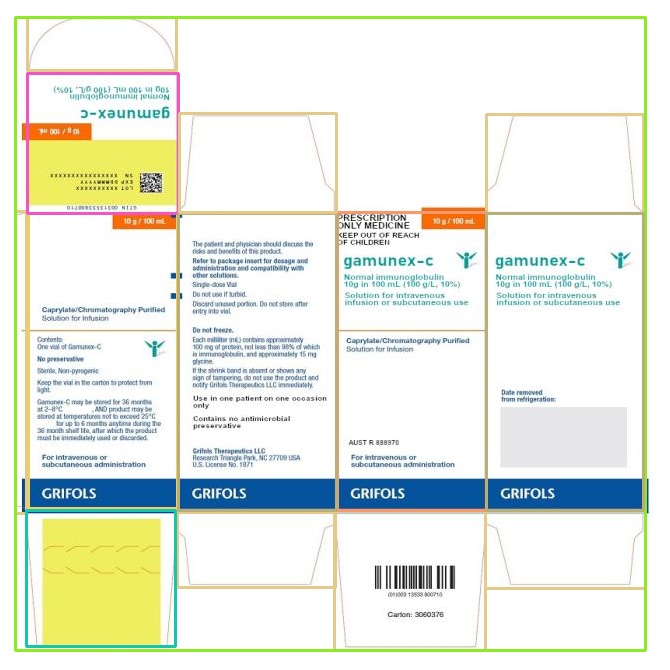 10g in 100 mL (100 g/L, 10%)
Normal immunoglobulin
gamunex-c
10 g / 100 mL
SN XXXXXXXXXXXXXXXX
EXP DDMMMYYYY
LOT XXXXXXXXXX
GTIN 00313533800710
10 g / 100 mL
Caprylate/Chromatography Purified
Solution for Infusion
Contents:
One vial of Gamunex-C
No preservative
Sterile, Non-pyrogenic
Keep the vial in the carton to protect from
light.
Gamunex-C may be stored for 36 months
at 2–8°C , AND product may be
stored at temperatures not to exceed 25°C
for up to 6 months anytime during the
36 month shelf life, after which the product
must be immediately used or discarded.
For intravenous or
subcutaneous administration
GRIFOLS
The patient and physician should discuss the
risks and benefits of this product.
Refer to package insert for dosage and
administration and compatibility with
other solutions.
Single-dose Vial
Do not use if turbid.
Discard unused portion. Do not store after
entry into vial.
Do not freeze.
Each milliliter (mL) contains approximately
100 mg of protein, not less than 98% of which
is immunoglobulin, and approximately 15 mg
glycine.
If the shrink band is absent or shows any
sign of tampering, do not use the product and
notify Grifols Therapeutics LLC immediately.
Use in one patient on one occasion
only
Contains no antimicrobial
preservative
Grifols Therapeutics LLC
Research Triangle Park, NC 27709 USA
U.S. License No. 1871
GRIFOLS
PRESCRIPTION
ONLY MEDICINE
KEEP OUT OF REACH
OF CHILDREN
10 g / 100 mL
gamunex-c
Normal immunoglobulin
10g in 100 mL (100 g/L, 10%)
Solution for intravenous
infusion or subcutaneous use
Caprylate/Chromatography Purified
Solution for Infusion
AUST R 888970
For intravenous or
subcutaneous administration
GRIFOLS
gamunex-c
Normal immunoglobulin
10g in 100 mL (100 g/L, 10%)
Solution for intravenous
infusion or subcutaneous use
Date removed
from refrigeration:
GRIFOLS
(01)003 13533 800710
Carton: 3060376